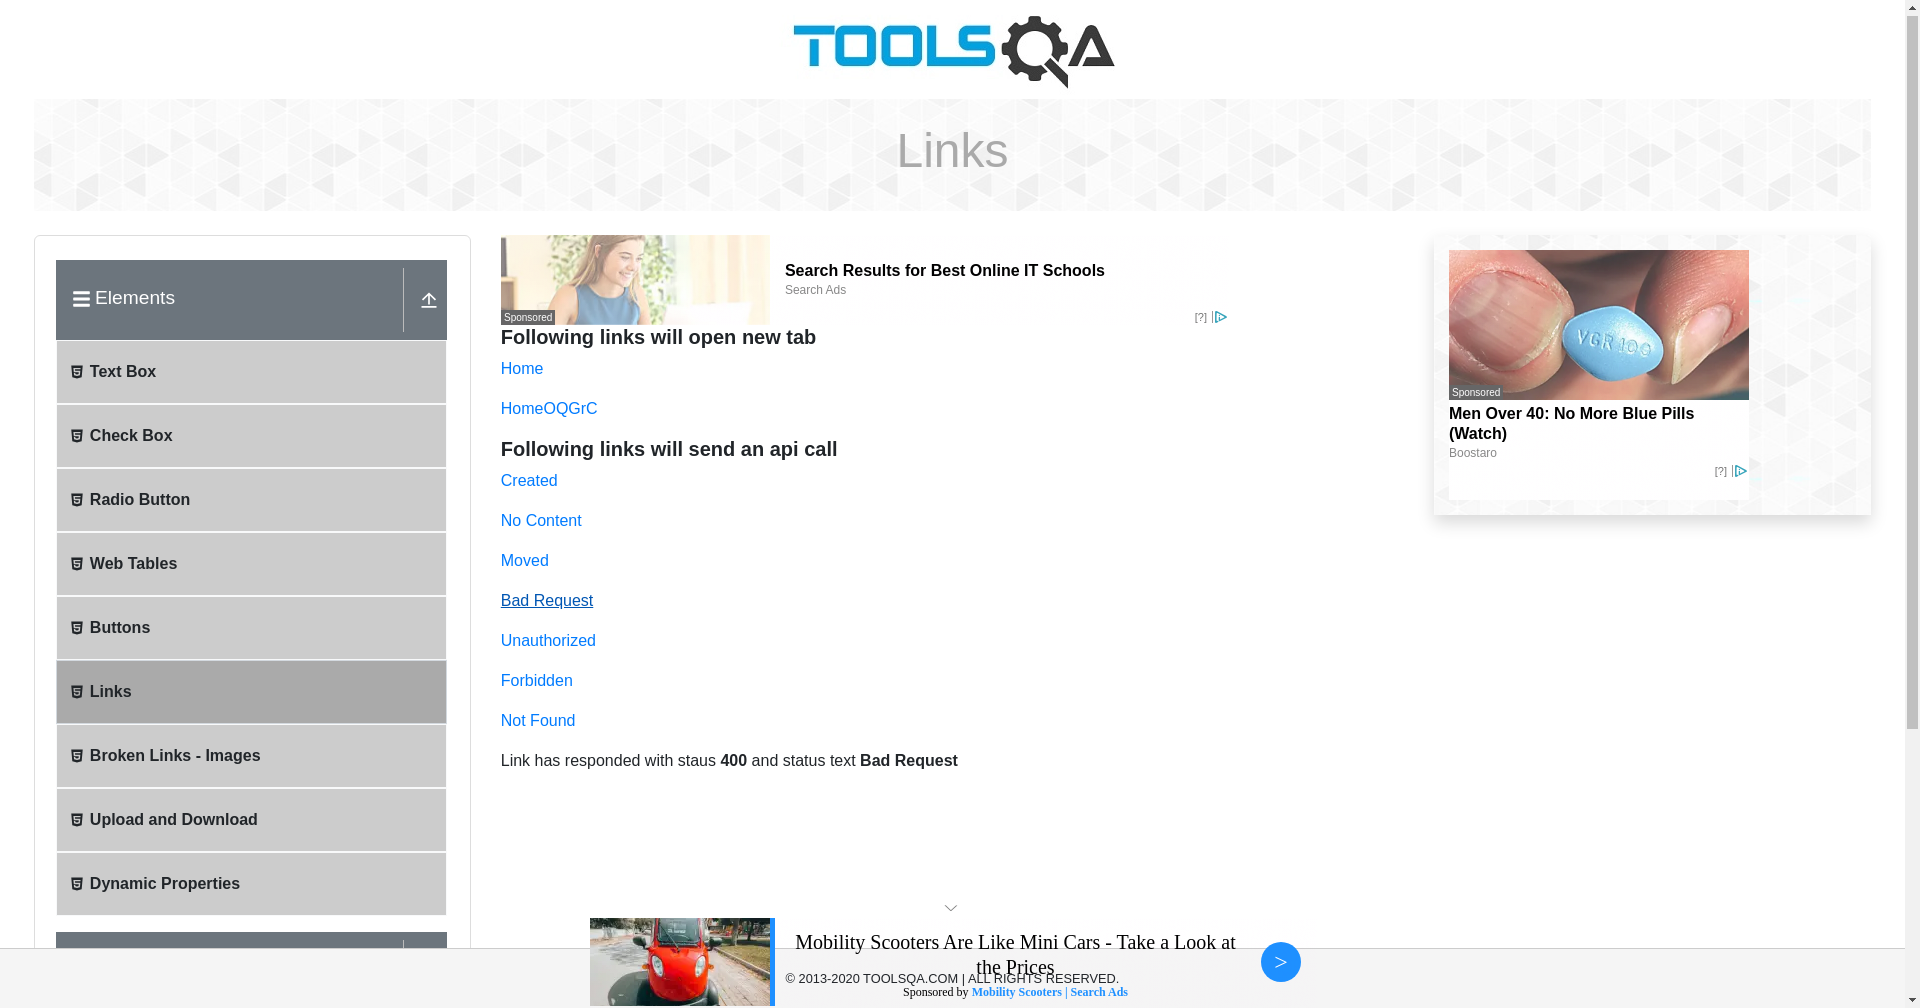 TOOLSQA
Links
Elements
Text Box
Check Box
Radio Button
Web Tables
Buttons
Links
Broken Links - Images
Upload and Download
Dynamic Properties
Sponsored
Search Results for Best Online IT Schools
Search Ads
[?]
Following links will open new tab
Home
HomeOQGrC
Following links will send an api call
Created
No Content
Moved
Bad Request
Unauthorized
Forbidden
Not Found
Link has responded with staus 400 and status text Bad Request
VGR 100
Sponsored
Men Over 40: No More Blue Pills
(Watch)
Boostaro
[?]
Mobility Scooters Are Like Mini Cars - Take a Look at
the Prices
>
© 2013-2020 TOOLSQA.COM | ALL RIGHTS RESERVED.
Sponsored by Mobility Scooters | Search Ads